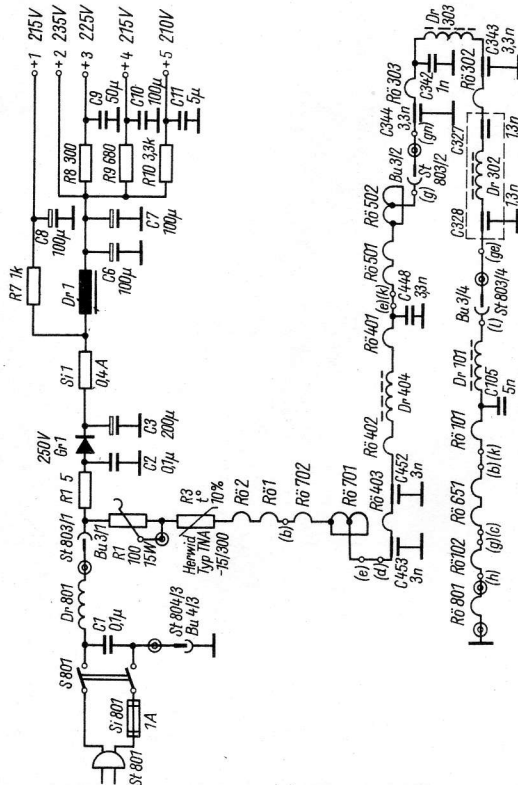 +1 215V
+2 235V
+3 225V
+4 215V
+5 210V
C9
50µ
C10
100µ
C11
5µ
R8 300
R9 680
R10 3,3k
C8
100µ
C7
100µ
C6
100µ
R7 1k
Dr 1
Si 1
0,4A
250V
Gr1
C3
200µ
C2
0,1µ
R1 5
St 803/1
Bu 3/1
R1
100
15W
R3
t°
10%
Herwid
Typ TNA
-15/300
Rö 2
Rö 1
(b)
Rö 702
Rö 701
(e)
(d)
Dr 801
C1
0,1µ
St 804/3
Bu 4/3
S 801
Si 801
1A
St 801
C453
3n
Rö 403
C452
3n
Rö 402
Dr 404
Rö 401
C448
3,3n
(e)(k)
Rö 501
Rö 502
(g)
Bu 3/2
St
803/2
(gn)
C344
3,3n
Rö 303
C342
1n
Dr
303
C343
3,3n
Rö 302
C327
1,3n
Dr 302
C328
1,3n
(ge)
St 803/4
Bu 3/4
(l)
Dr 101
C105
5n
Rö 101
(b)(k)
Rö 651
(g)(c)
Rö 102
(h)
Rö 801